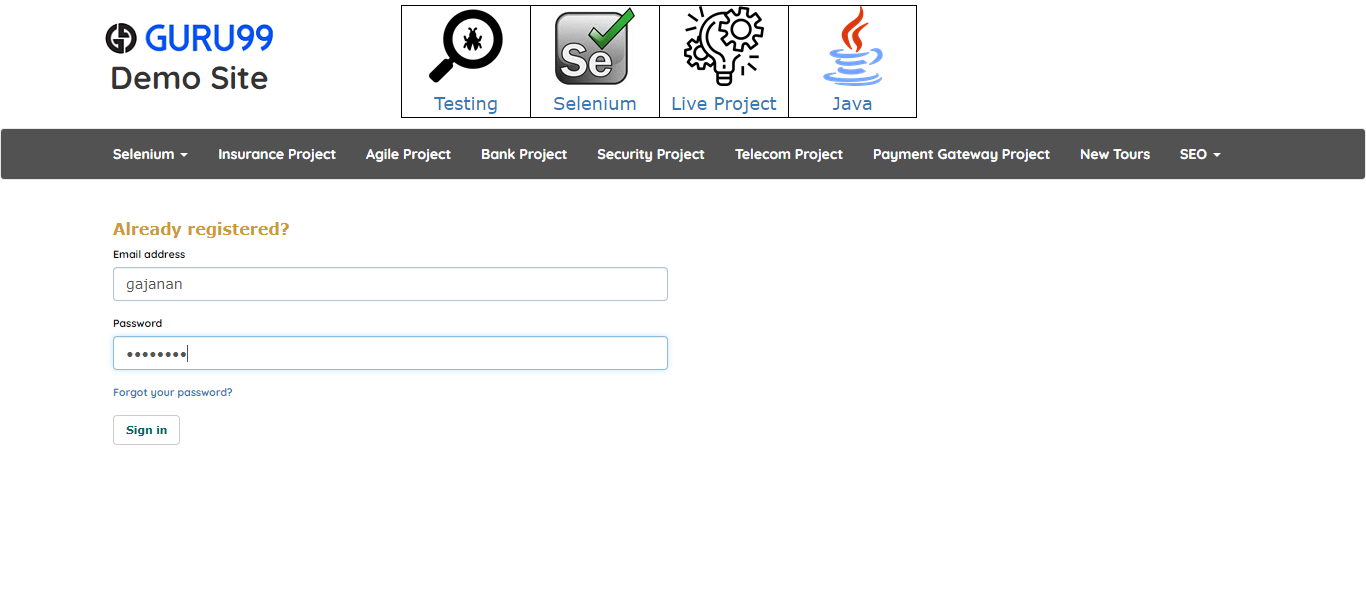 GURU99
Demo Site
Se
Testing Selenium Live Project Java
Selenium Insurance Project Agile Project Bank Project Security Project Telecom Project Payment Gateway Project New Tours SEO
Already registered?
Email address
gajanan
Password
••••••••
Forgot your password?
Sign in